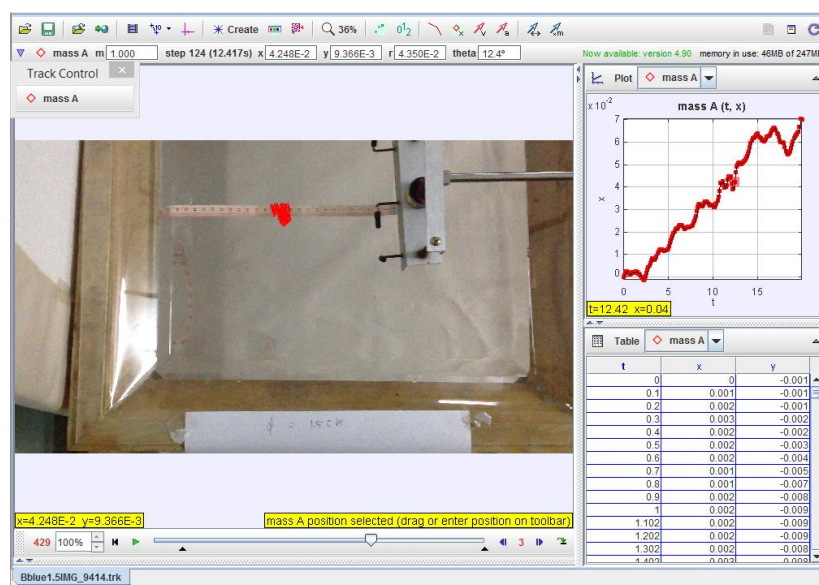 Create 36%
mass A m 1.000 step 124 (12.417s) x 4.248E-2 y 9.366E-3 r 4.350E-2 theta 12.4°
Now available: version 4.90 memory in use: 46MB of 247M
Track Control
mass A
x=4.248E-2 y=9.366E-3
mass A position selected (drag or enter position on toolbar)
429 100% 3
Bblue1.5IMG_9414.trk
Plot mass A
x 10^-2
mass A (t, x)
7
6
5
4
3
2
1
0
x
0 5 10 15
t
t=12.42 x=0.04
Table mass A
t x y
0 0 -0.001
0.1 0.001 -0.001
0.2 0.002 -0.001
0.3 0.003 -0.002
0.4 0.002 -0.002
0.5 0.002 -0.003
0.6 0.002 -0.004
0.7 0.001 -0.005
0.8 0.001 -0.007
0.9 0.002 -0.008
1 0.002 -0.009
1.102 0.002 -0.009
1.202 0.002 -0.009
1.302 0.002 -0.008
1.402 0.003 -0.008